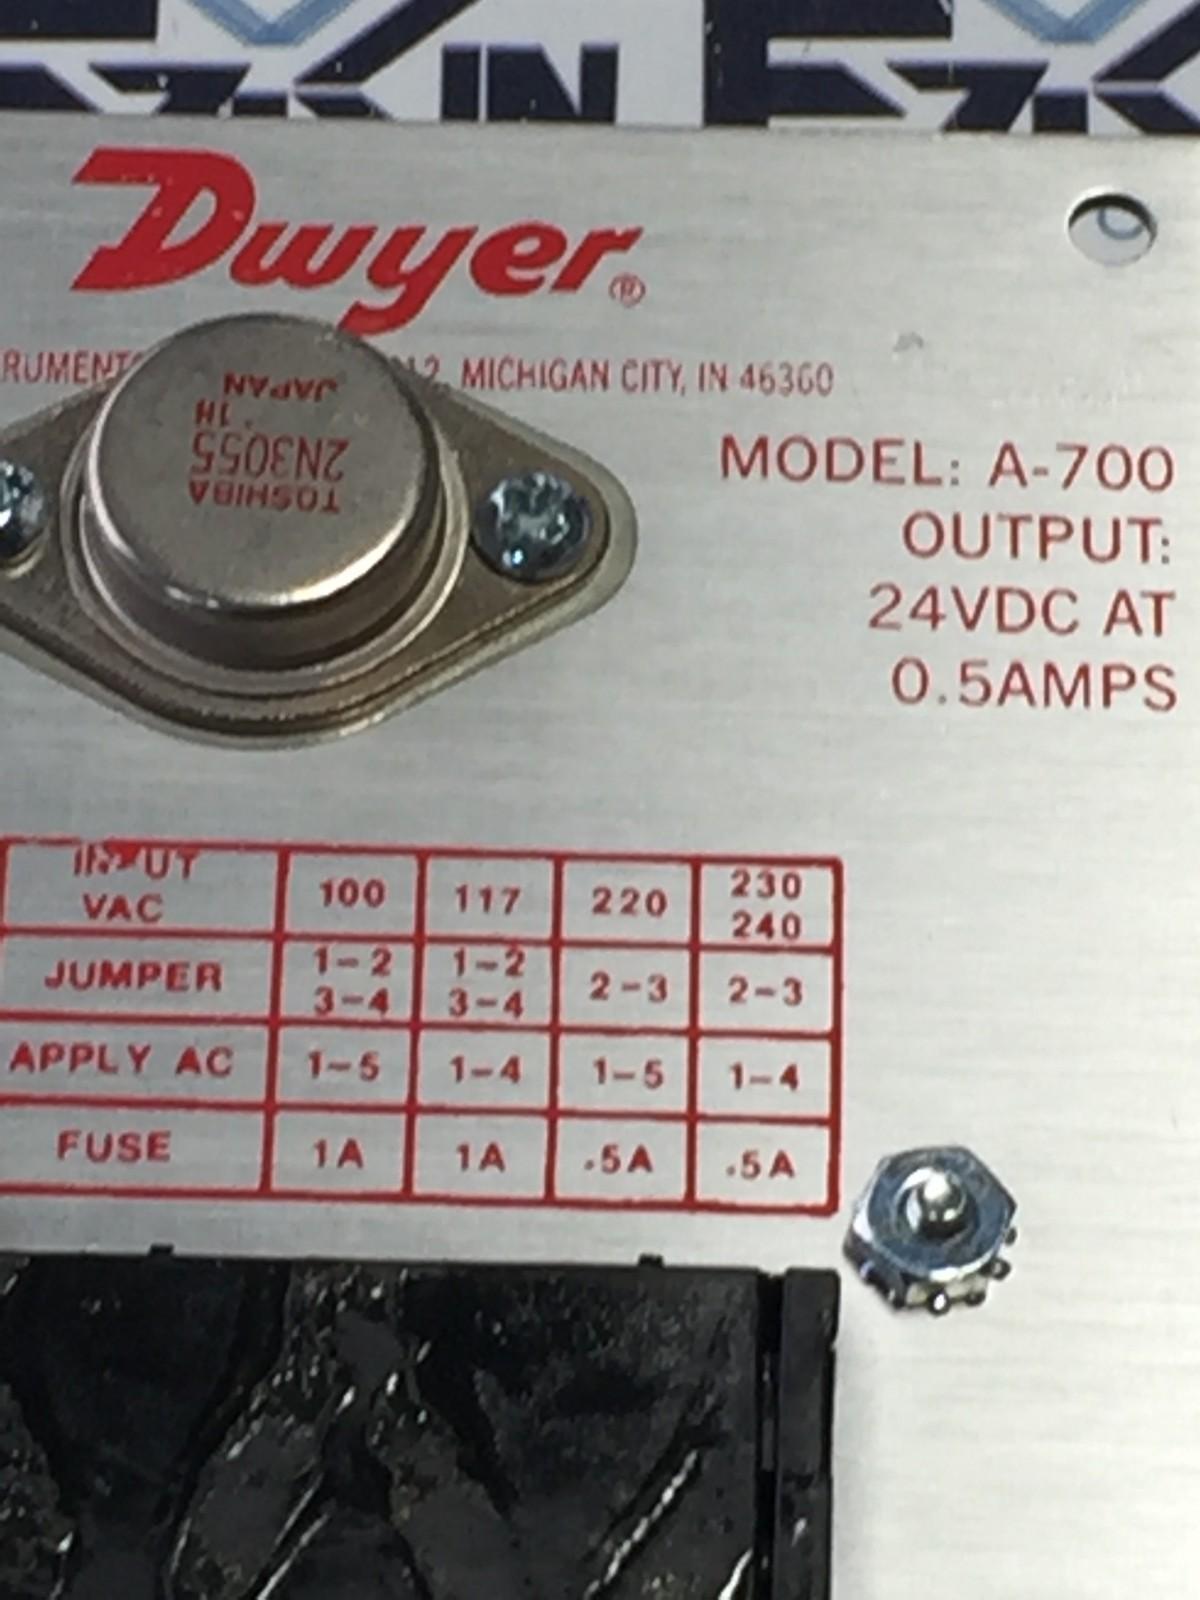 Dwyer®
MICHIGAN CITY, IN 46360
JAPAN
2N3055
TOSHIBA
MODEL: A-700
OUTPUT:
24VDC AT
0.5AMPS
INPUT VAC 100 117 220 230 240
JUMPER 1-2 3-4 1-2 3-4 2-3 2-3
APPLY AC 1-5 1-4 1-5 1-4
FUSE 1A 1A .5A .5A